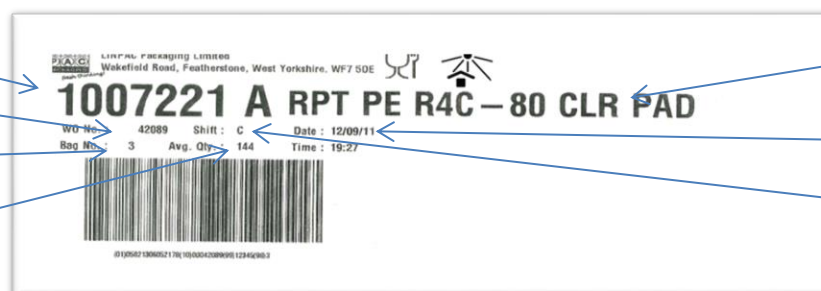 LINPAC Packaging Limited
Wakefield Road, Featherstone, West Yorkshire. WF7 5DE
1007221 A RPT PE R4C – 80 CLR PAD
WO No. : 42089 Shift : C Date : 12/09/11
Bag No. : 3 Avg. Qty. : 144 Time : 19:27